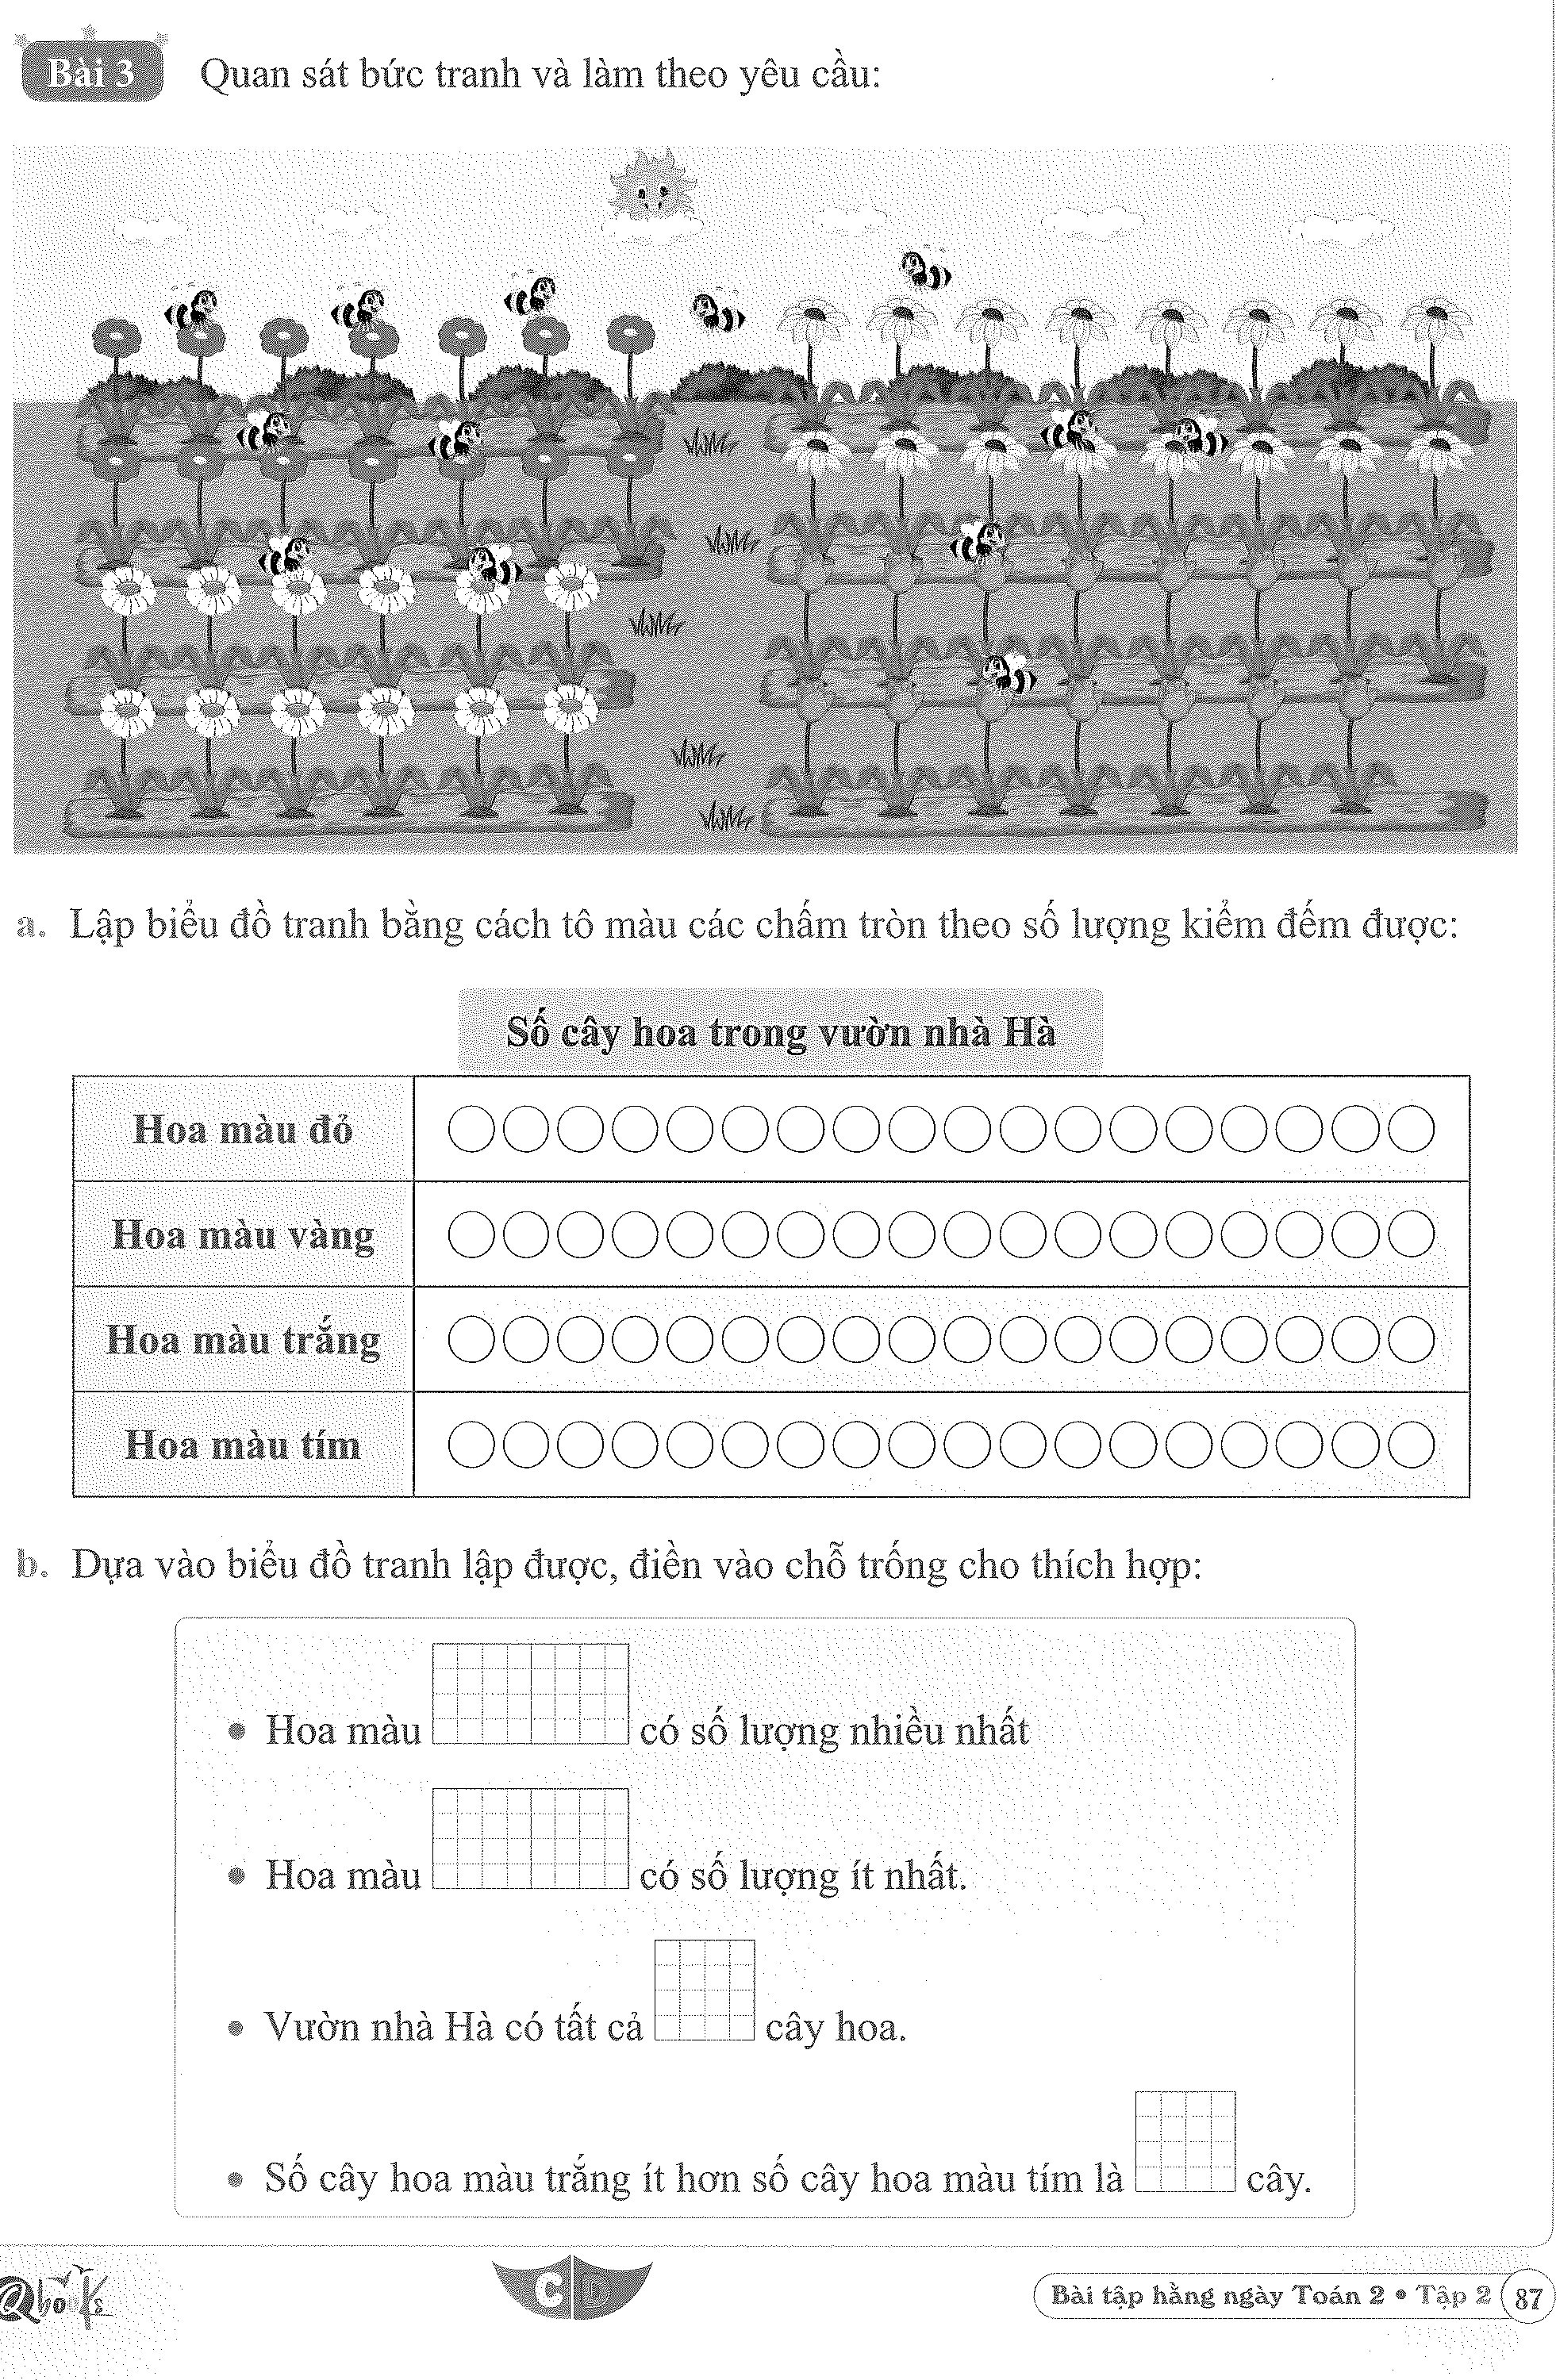 Bài 3 Quan sát bức tranh và làm theo yêu cầu:
a. Lập biểu đồ tranh bằng cách tô màu các chấm tròn theo số lượng kiểm đếm được:
Số cây hoa trong vườn nhà Hà
Hoa màu đỏ
Hoa màu vàng
Hoa màu trắng
Hoa màu tím
b. Dựa vào biểu đồ tranh lập được, điền vào chỗ trống cho thích hợp:
• Hoa màu có số lượng nhiều nhất
• Hoa màu có số lượng ít nhất.
• Vườn nhà Hà có tất cả cây hoa.
• Số cây hoa màu trắng ít hơn số cây hoa màu tím là cây.
Qbooks CD Bài tập hằng ngày Toán 2 • Tập 2 87